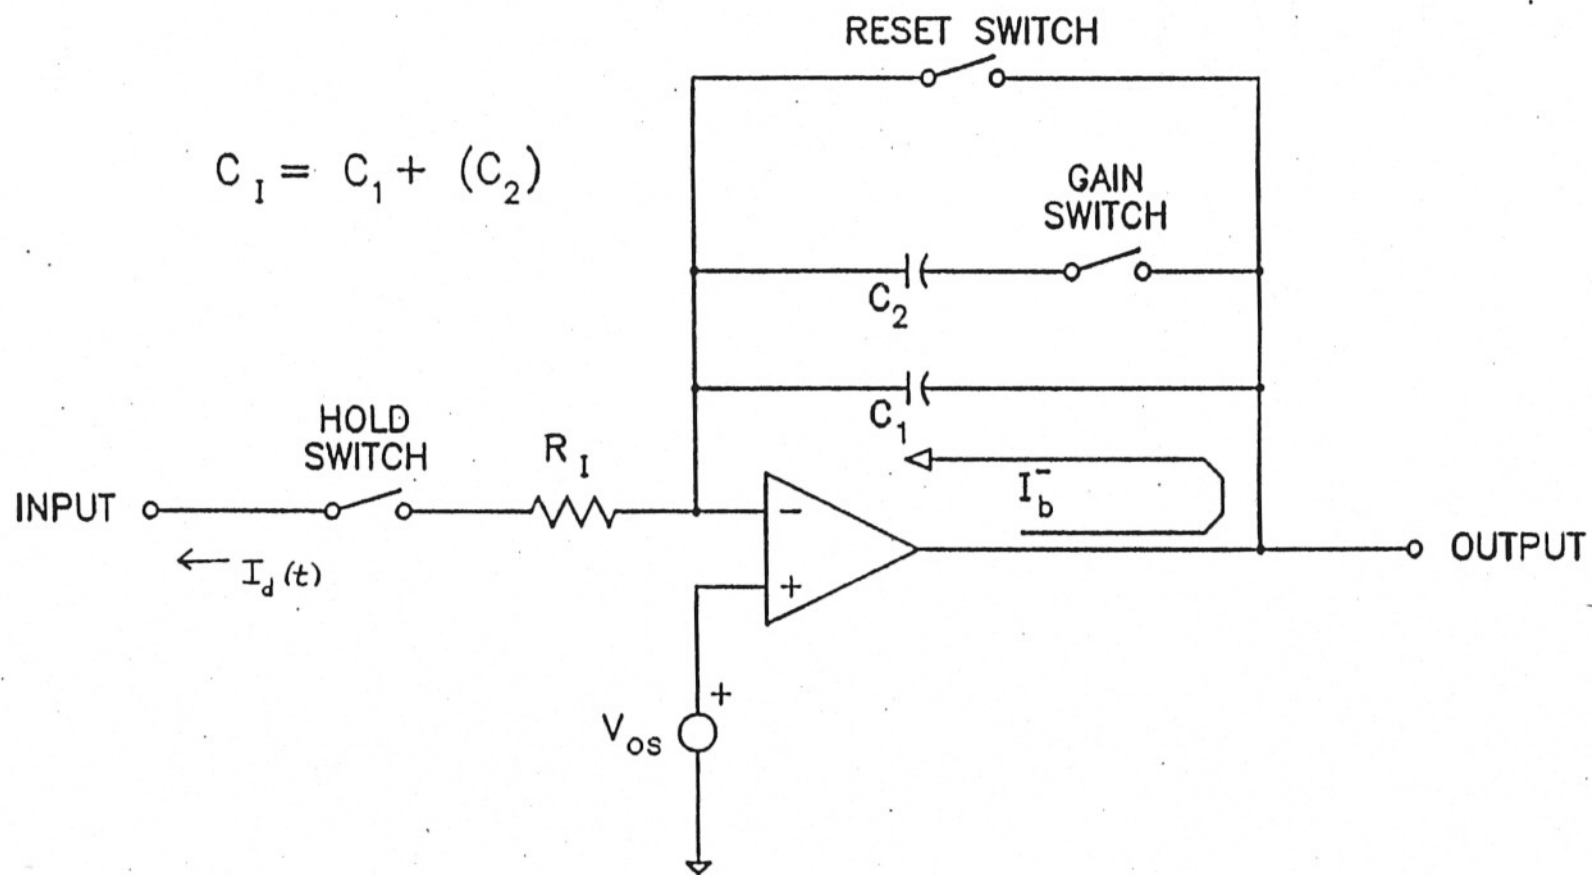 RESET SWITCH
C_I = C_1 + (C_2)
GAIN
SWITCH
C_2
C_1
HOLD
SWITCH
R_I
I_b^-
INPUT
−
OUTPUT
I_d(t)
+
+
V_OS